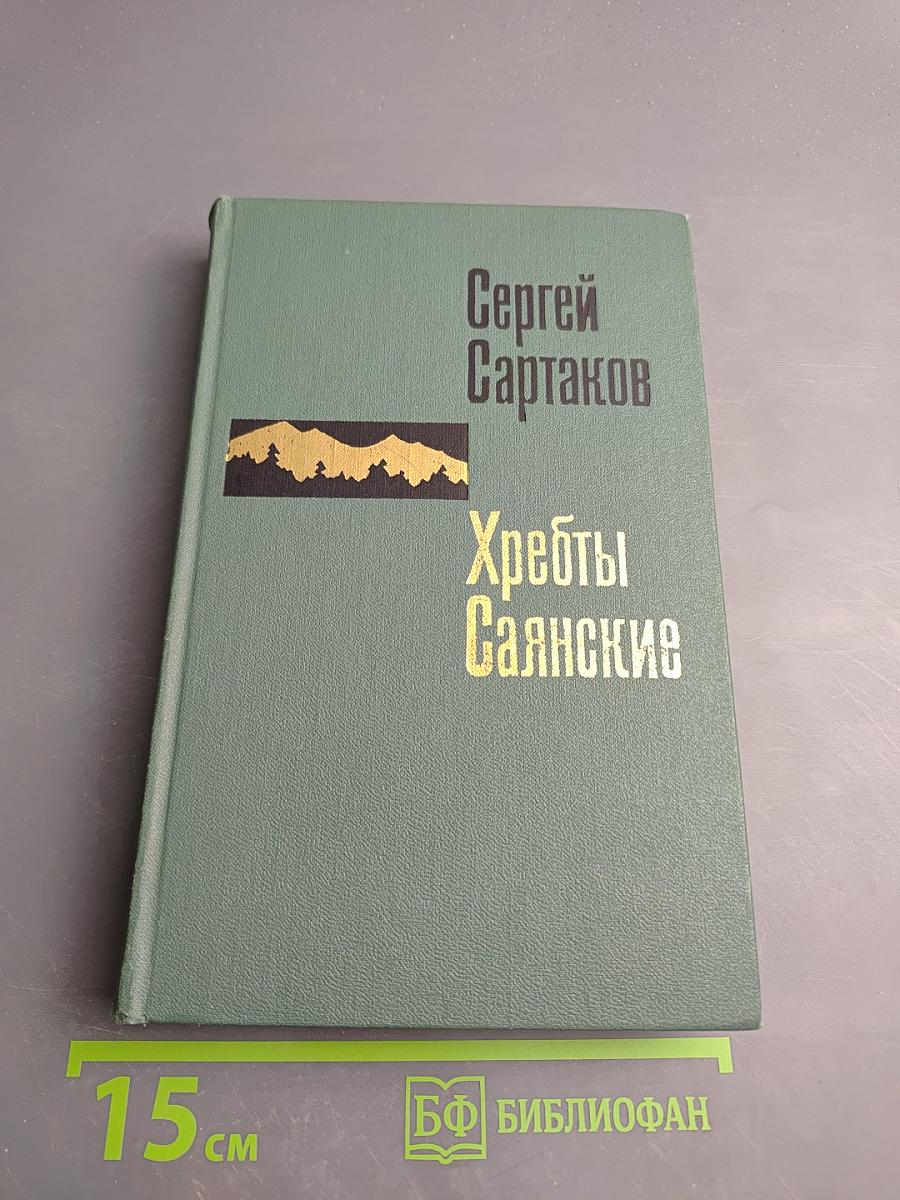 Сергей
Сартаков
Хребты
Саянские
15 см
БФ БИБЛИОФАН